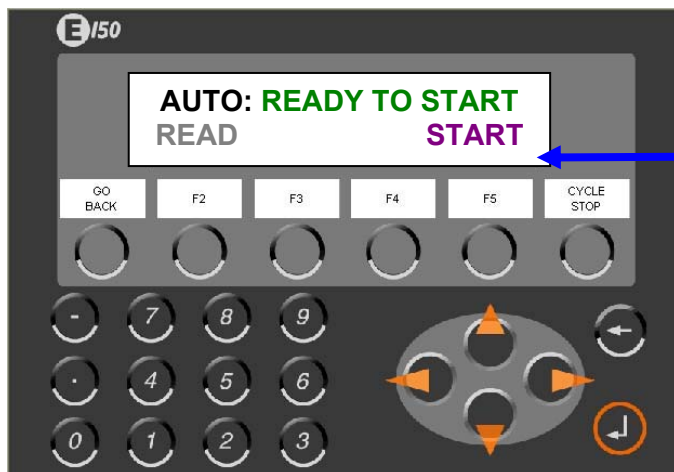 E 150
AUTO: READY TO START
READ START
GO BACK F2 F3 F4 F5 CYCLE STOP
- 7 8 9
. 4 5 6
0 1 2 3